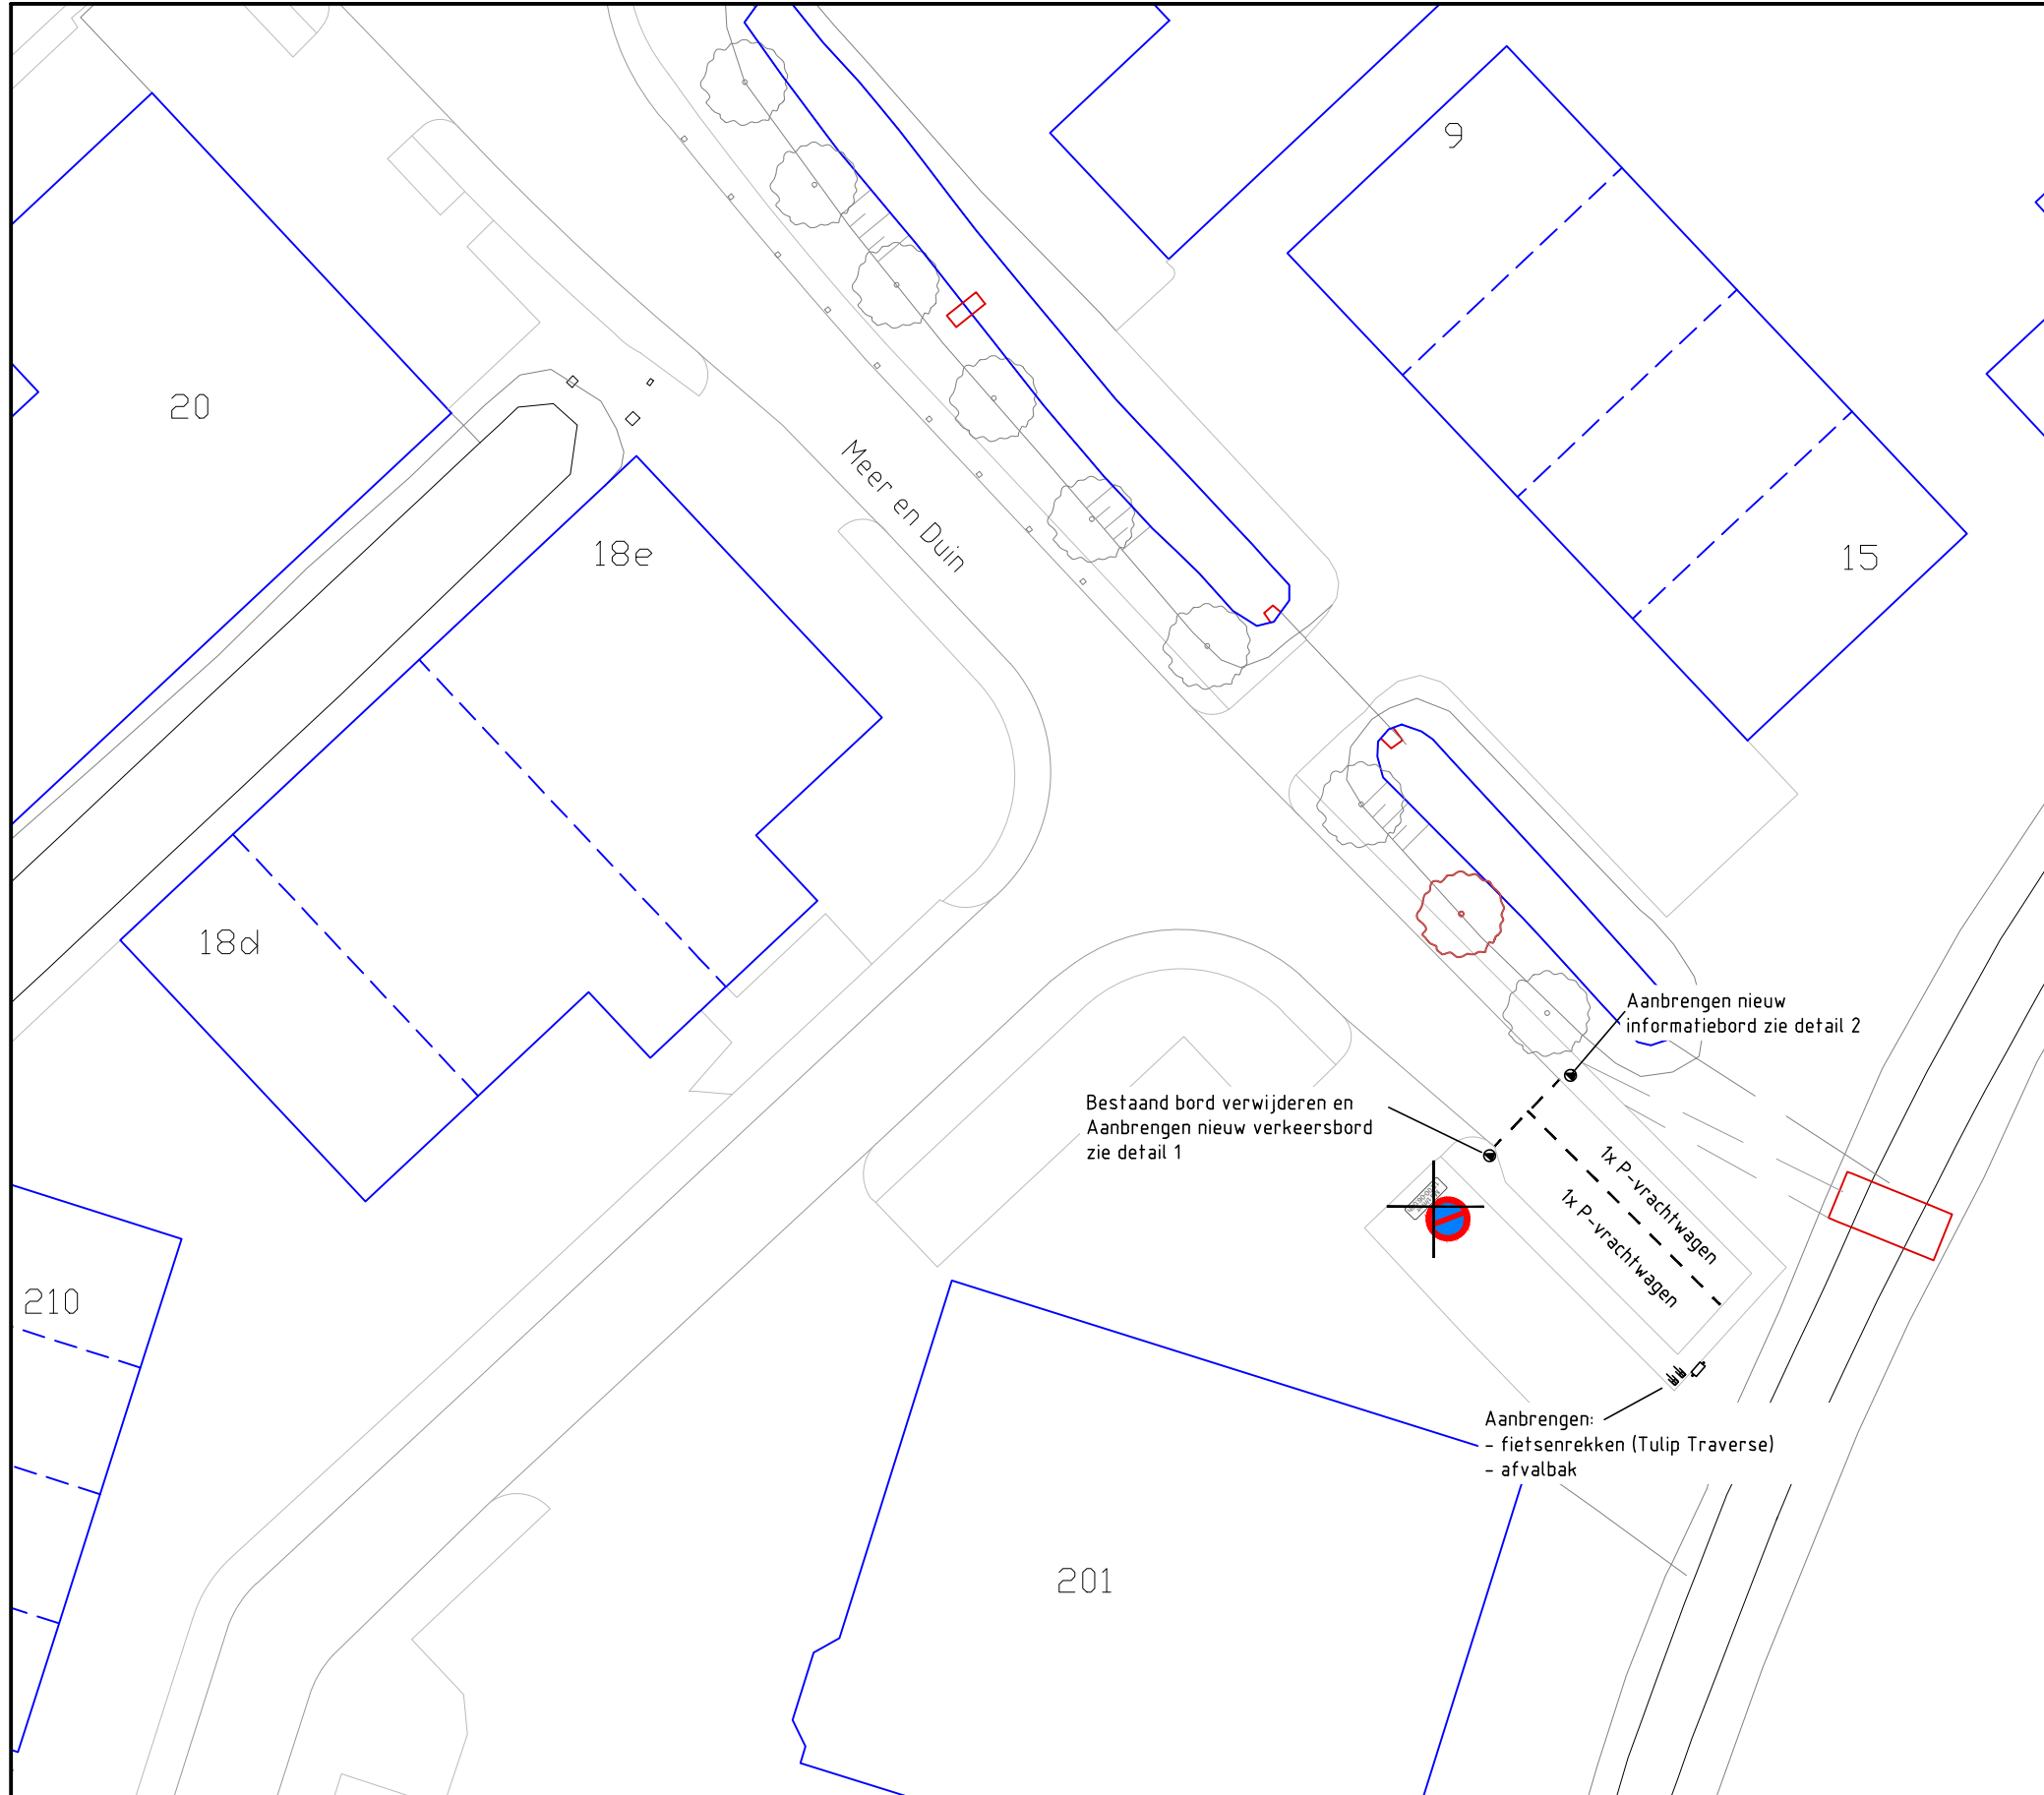 9
20
Meer en Duin
18e
15
18d
Aanbrengen nieuw
informatiebord zie detail 2
Bestaand bord verwijderen en
Aanbrengen nieuw verkeersbord
zie detail 1
1x P-vrachtwagen
1x P-vrachtwagen
210
Aanbrengen:
- fietsenrekken (Tulip Traverse)
- afvalbak
201